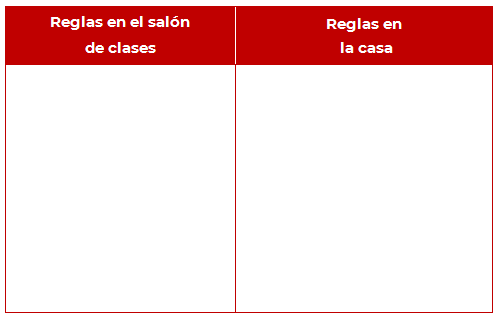 Reglas en el salón
de clases
Reglas en
la casa